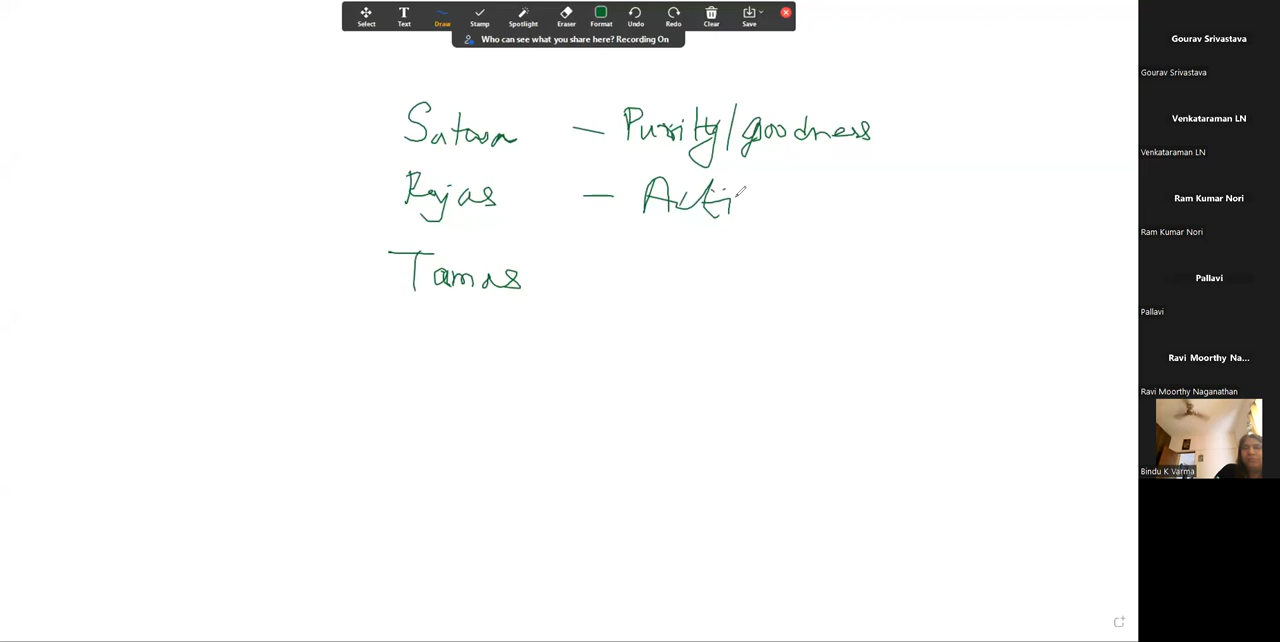 Select Text Draw Stamp Spotlight Eraser Format Undo Redo Clear Save
Who can see what you share here? Recording On
Satwa – Purity/goodness
Rajas – Acti
Tamas
Gourav Srivastava
Gourav Srivastava
Venkataraman LN
Venkataraman LN
Ram Kumar Nori
Ram Kumar Nori
Pallavi
Pallavi
Ravi Moorthy Na...
Ravi Moorthy Naganathan
Bindu K Varma